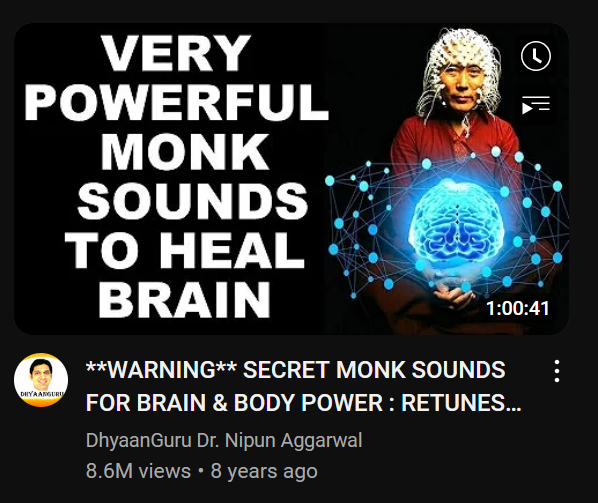 VERY
POWERFUL
MONK
SOUNDS
TO HEAL
BRAIN
1:00:41
DHYAANGURU
**WARNING** SECRET MONK SOUNDS
FOR BRAIN & BODY POWER : RETUNES...
DhyaanGuru Dr. Nipun Aggarwal
8.6M views • 8 years ago